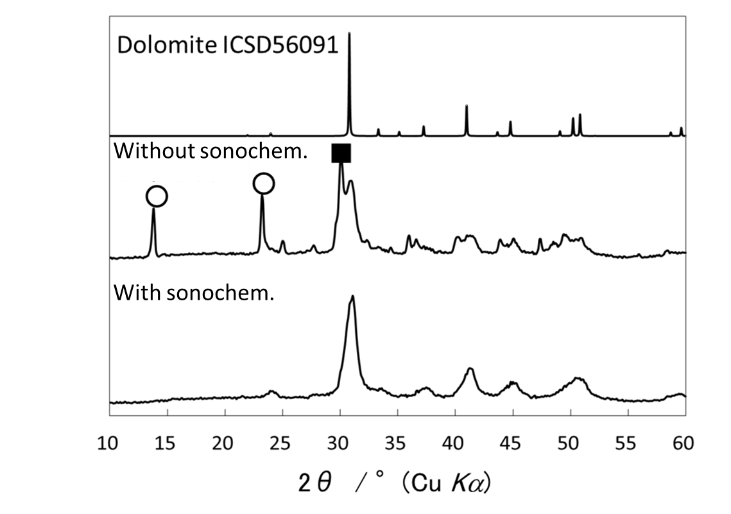 Dolomite ICSD56091
Without sonochem.
With sonochem.
10 15 20 25 30 35 40 45 50 55 60
2θ /° (Cu Kα)